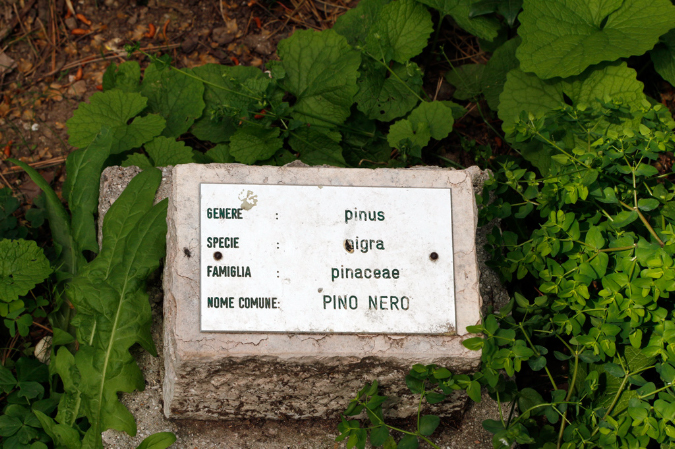 GENERE : pinus
SPECIE : nigra
FAMIGLIA : pinaceae
NOME COMUNE: PINO NERO